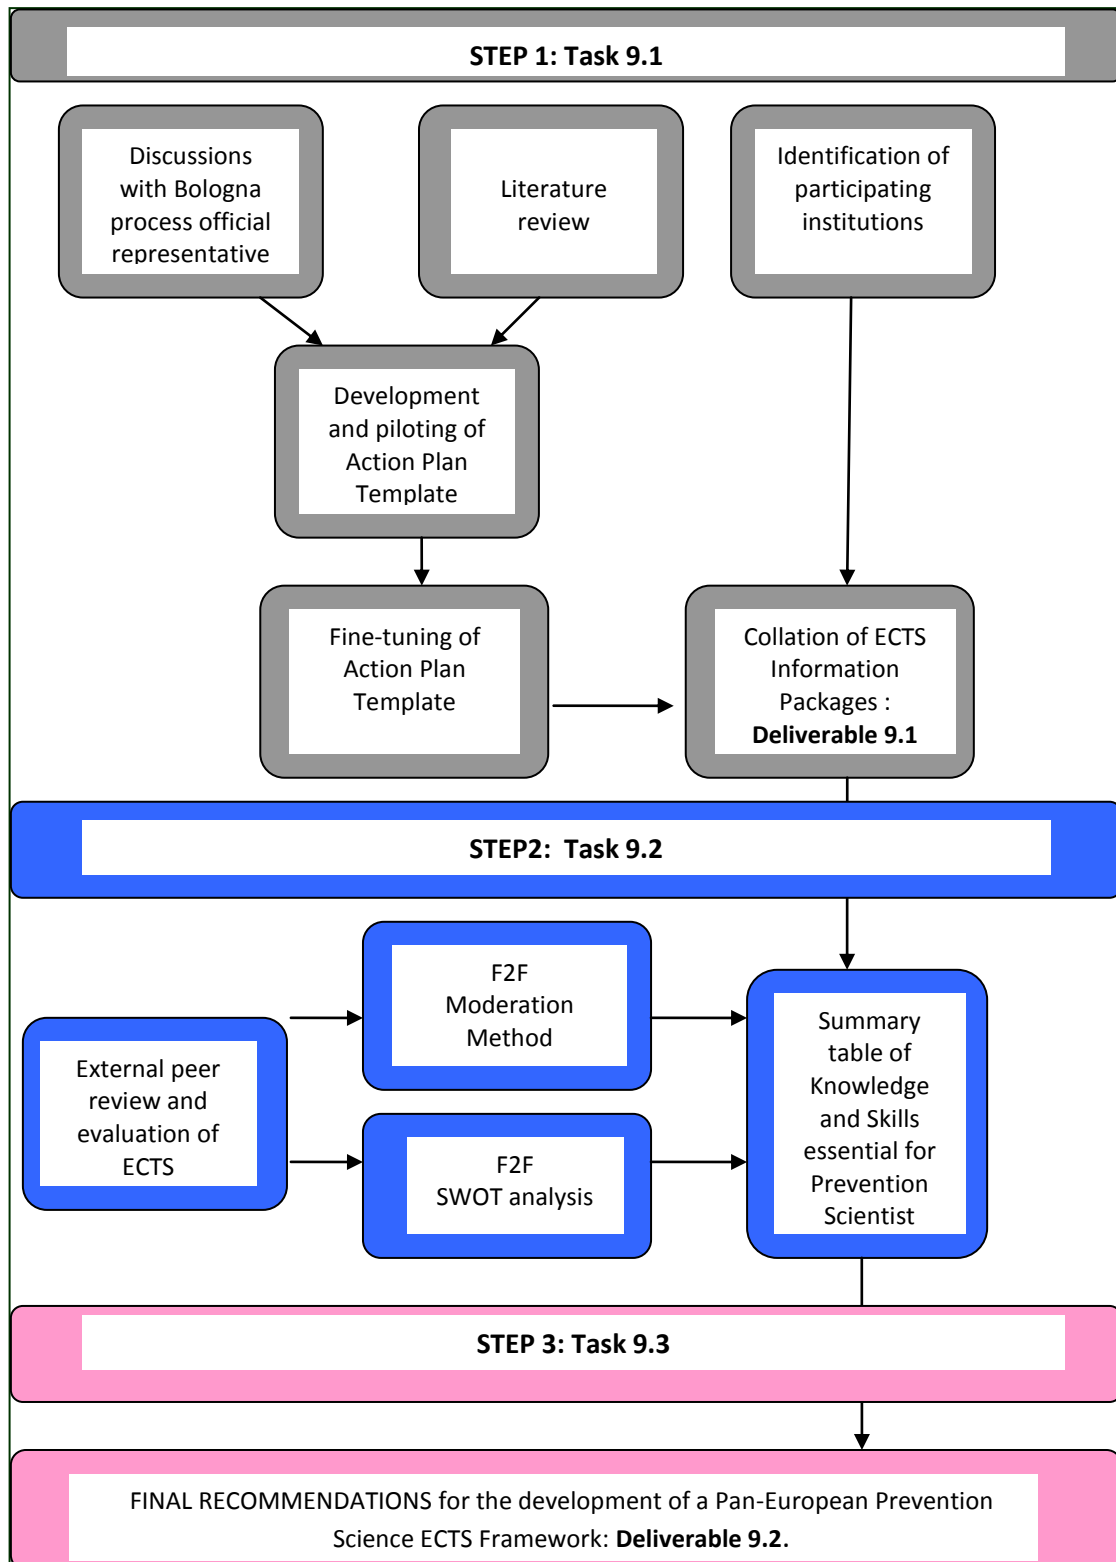 STEP 1: Task 9.1
Discussions
with Bologna
process official
representative
Literature
review
Identification of
participating
institutions
Development
and piloting of
Action Plan
Template
Fine-tuning of
Action Plan
Template
Collation of ECTS
Information
Packages :
Deliverable 9.1
STEP2:  Task 9.2
F2F
Moderation
Method
External peer
review and
evaluation of
ECTS
F2F
SWOT analysis
Summary
table of
Knowledge
and Skills
essential for
Prevention
Scientist
STEP 3: Task 9.3
FINAL RECOMMENDATIONS for the development of a Pan-European Prevention
Science ECTS Framework: Deliverable 9.2.